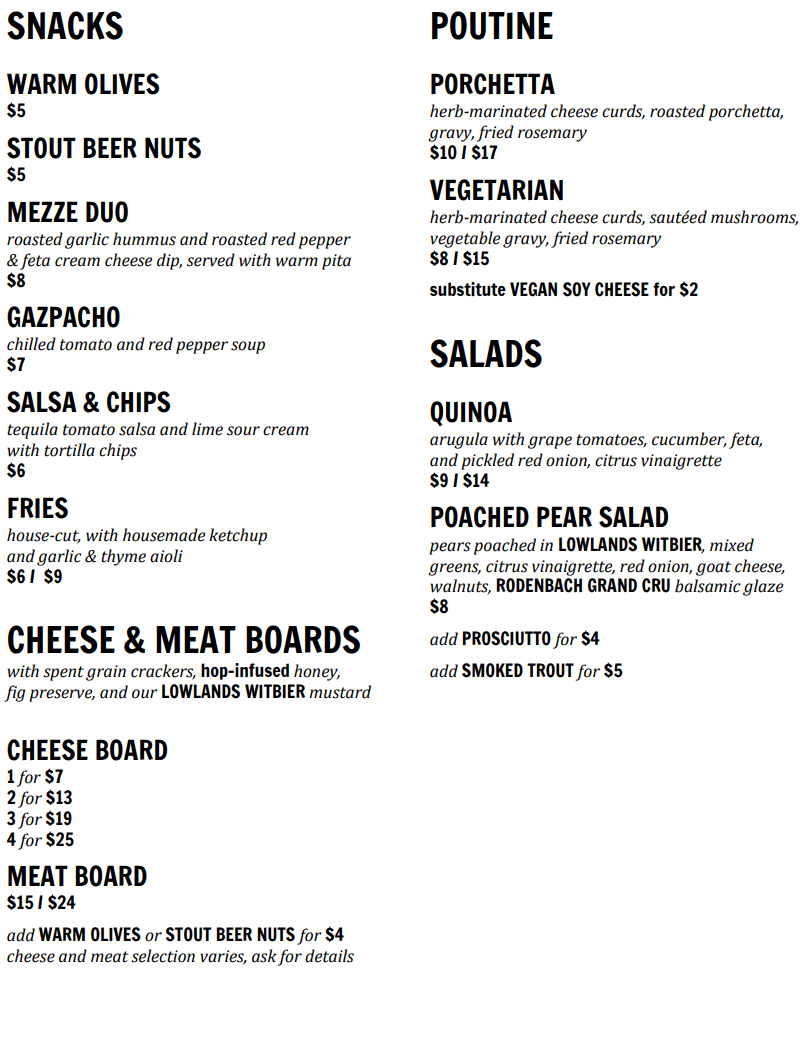 SNACKS
WARM OLIVES
$5
STOUT BEER NUTS
$5
MEZZE DUO
roasted garlic hummus and roasted red pepper
& feta cream cheese dip, served with warm pita
$8
GAZPACHO
chilled tomato and red pepper soup
$7
SALSA & CHIPS
tequila tomato salsa and lime sour cream
with tortilla chips
$6
FRIES
house-cut, with housemade ketchup
and garlic & thyme aioli
$6 / $9
CHEESE & MEAT BOARDS
with spent grain crackers, hop-infused honey,
fig preserve, and our LOWLANDS WITBIER mustard
CHEESE BOARD
1 for $7
2 for $13
3 for $19
4 for $25
MEAT BOARD
$15 / $24
add WARM OLIVES or STOUT BEER NUTS for $4
cheese and meat selection varies, ask for details
POUTINE
PORCHETTA
herb-marinated cheese curds, roasted porchetta,
gravy, fried rosemary
$10 / $17
VEGETARIAN
herb-marinated cheese curds, sautéed mushrooms,
vegetable gravy, fried rosemary
$8 / $15
substitute VEGAN SOY CHEESE for $2
SALADS
QUINOA
arugula with grape tomatoes, cucumber, feta,
and pickled red onion, citrus vinaigrette
$9 / $14
POACHED PEAR SALAD
pears poached in LOWLANDS WITBIER, mixed
greens, citrus vinaigrette, red onion, goat cheese,
walnuts, RODENBACH GRAND CRU balsamic glaze
$8
add PROSCIUTTO for $4
add SMOKED TROUT for $5